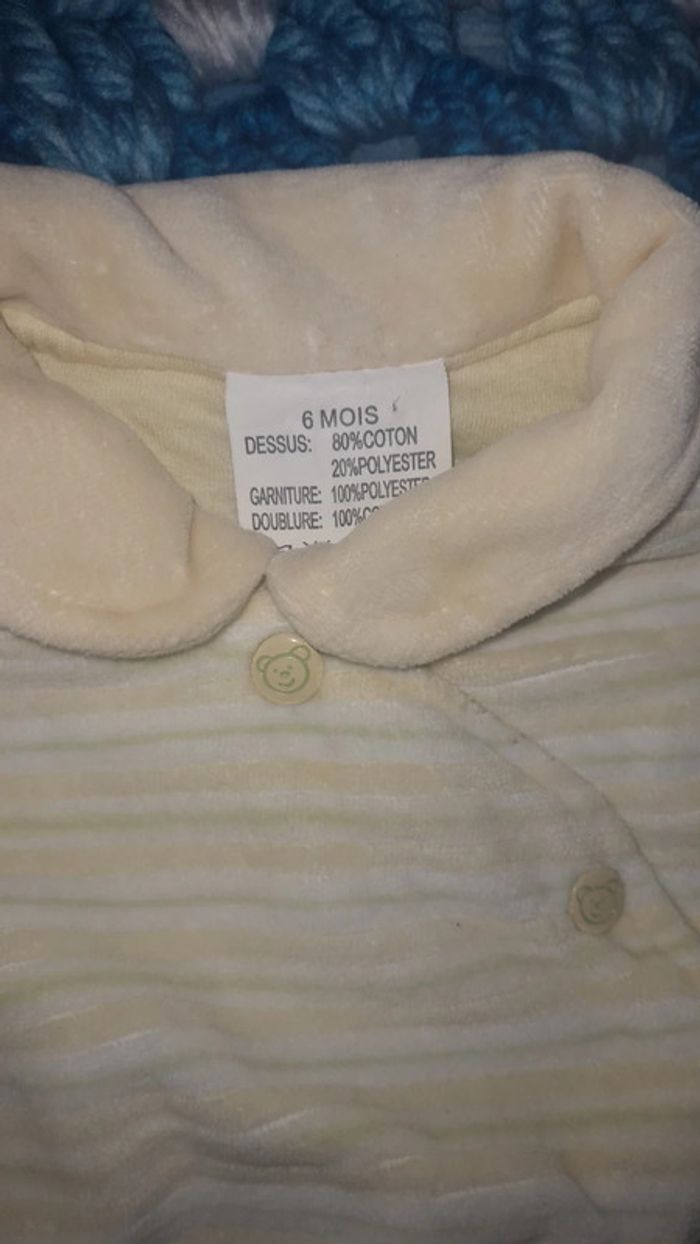 6 MOIS
DESSUS: 80%COTON
20%POLYESTER
GARNITURE: 100%POLYESTER
DOUBLURE: